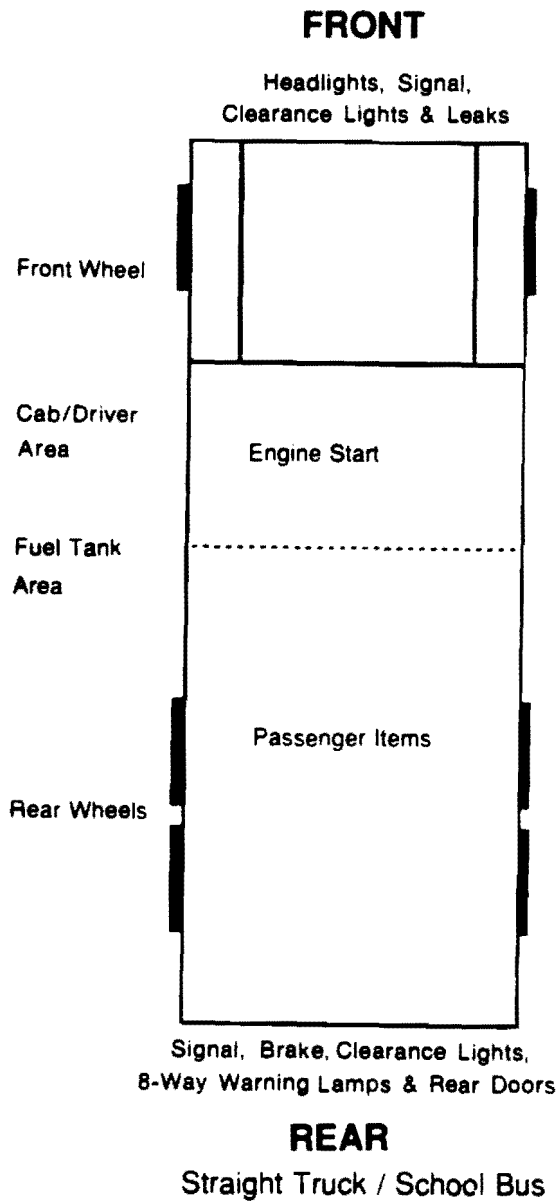 FRONT
Headlights, Signal,
Clearance Lights & Leaks
Front Wheel
Cab/Driver
Area
Engine Start
Fuel Tank
Area
Passenger Items
Rear Wheels
Signal, Brake, Clearance Lights,
8-Way Warning Lamps & Rear Doors
REAR
Straight Truck / School Bus